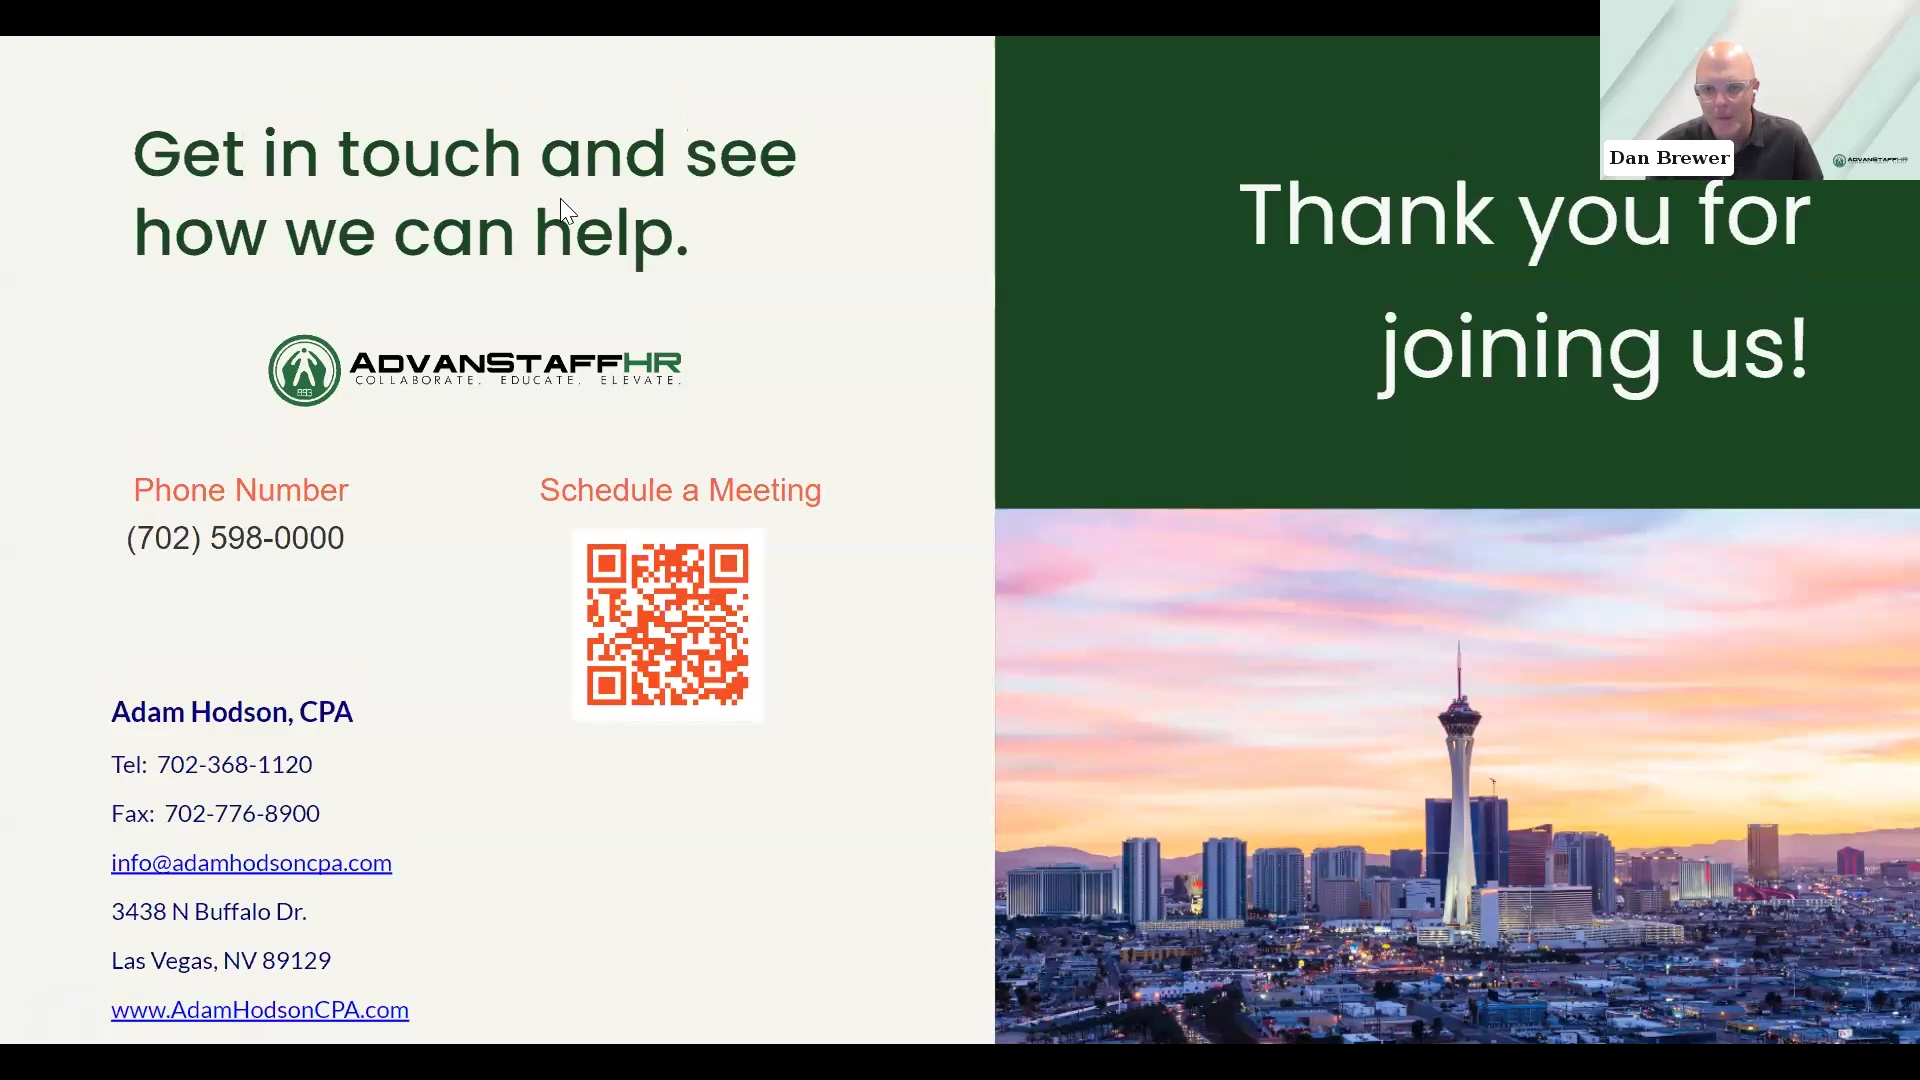 Get in touch and see
how we can help.
ADVANSTAFFHR
COLLABORATE. EDUCATE. ELEVATE.
Phone Number
(702) 598-0000
Schedule a Meeting
Adam Hodson, CPA
Tel: 702-368-1120
Fax: 702-776-8900
info@adamhodsoncpa.com
3438 N Buffalo Dr.
Las Vegas, NV 89129
www.AdamHodsonCPA.com
Thank you for
joining us!
Dan Brewer
ADVANSTAFFHR